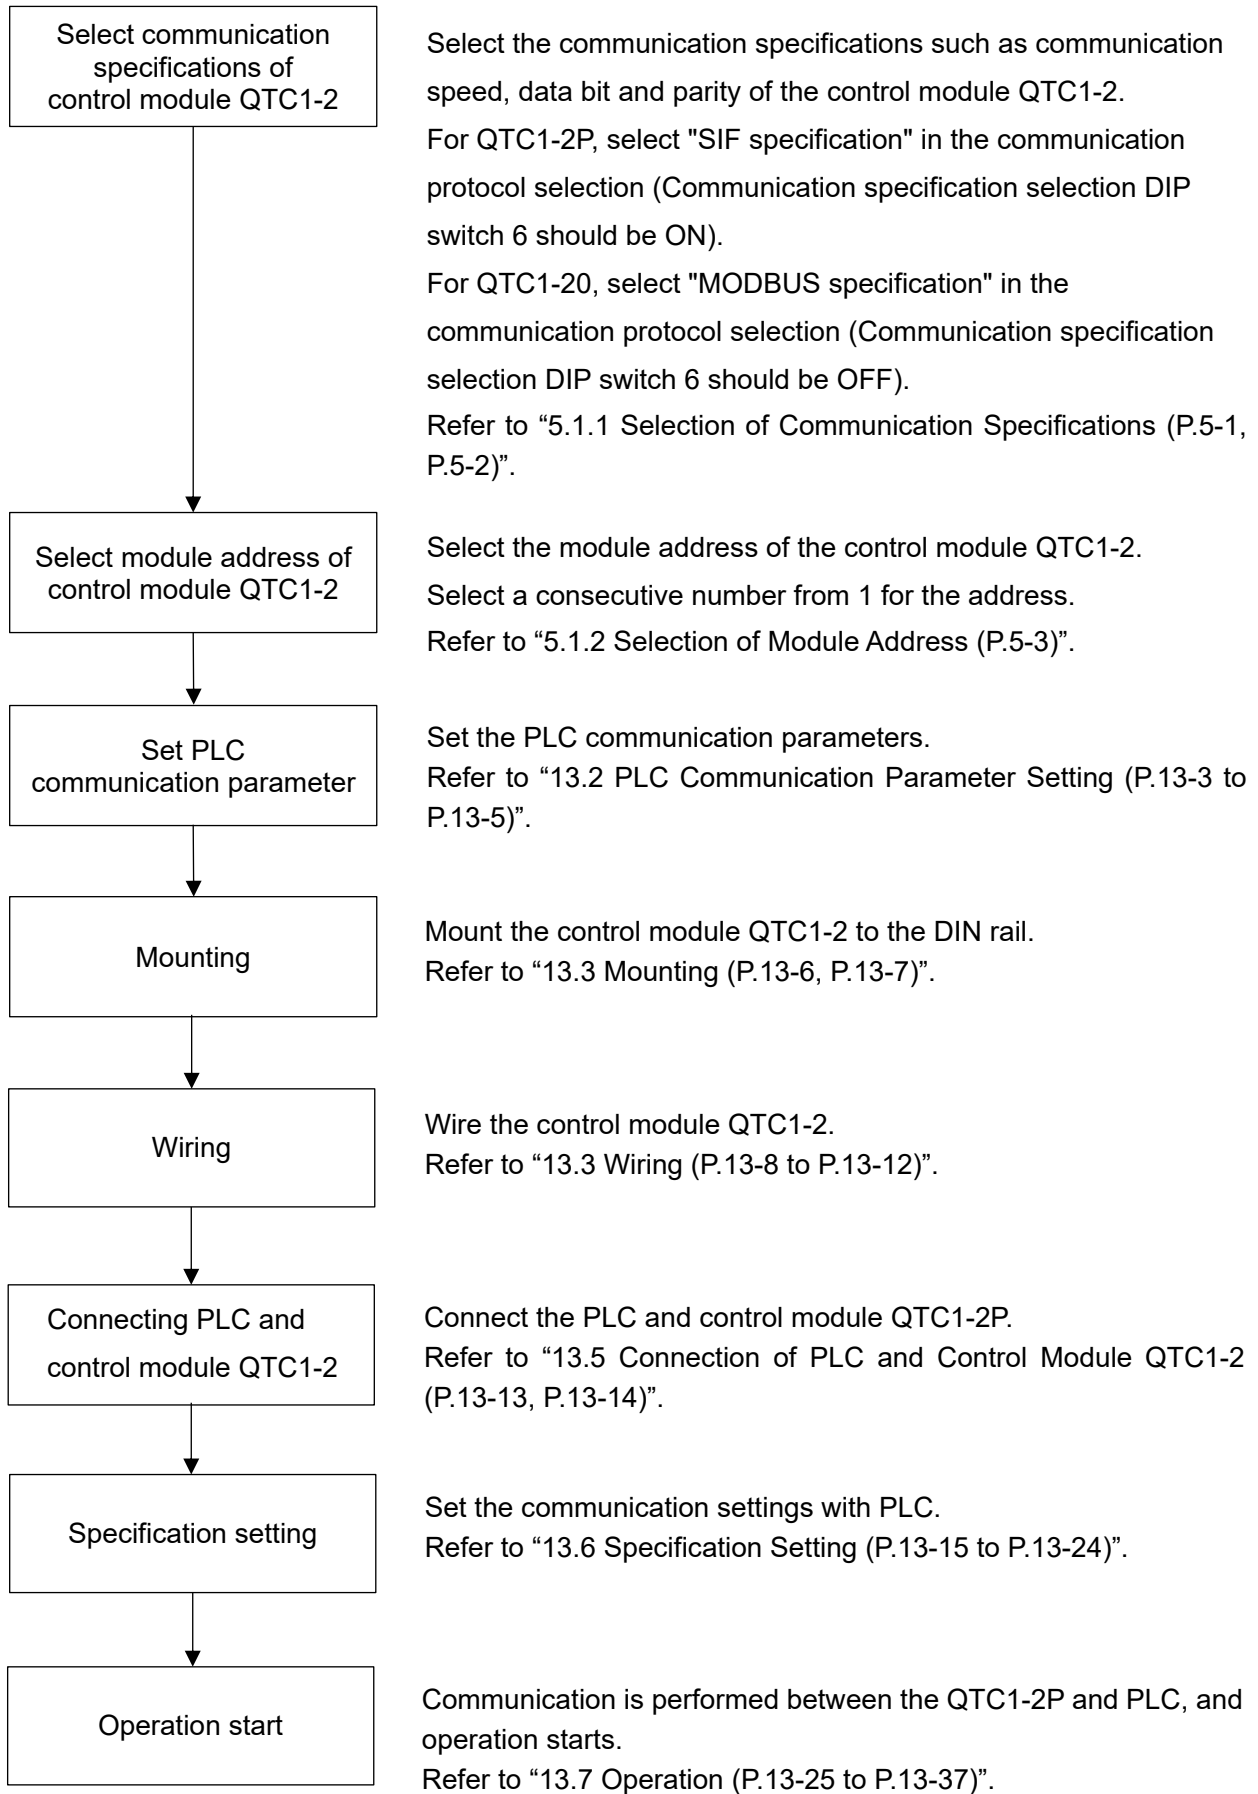 Select communication
specifications of
control module QTC1-2
Select the communication specifications such as communication
speed, data bit and parity of the control module QTC1-2.
For QTC1-2P, select "SIF specification" in the communication
protocol selection (Communication specification selection DIP
switch 6 should be ON).
For QTC1-20, select "MODBUS specification" in the
communication protocol selection (Communication specification
selection DIP switch 6 should be OFF).
Refer to “5.1.1 Selection of Communication Specifications (P.5-1,
P.5-2)”.
Select module address of
control module QTC1-2
Select the module address of the control module QTC1-2.
Select a consecutive number from 1 for the address.
Refer to “5.1.2 Selection of Module Address (P.5-3)”.
Set PLC
communication parameter
Set the PLC communication parameters.
Refer to “13.2 PLC Communication Parameter Setting (P.13-3 to
P.13-5)”.
Mounting
Mount the control module QTC1-2 to the DIN rail.
Refer to “13.3 Mounting (P.13-6, P.13-7)”.
Wiring
Wire the control module QTC1-2.
Refer to “13.3 Wiring (P.13-8 to P.13-12)”.
Connecting PLC and
control module QTC1-2
Connect the PLC and control module QTC1-2P.
Refer to “13.5 Connection of PLC and Control Module QTC1-2
(P.13-13, P.13-14)”.
Specification setting
Set the communication settings with PLC.
Refer to “13.6 Specification Setting (P.13-15 to P.13-24)”.
Operation start
Communication is performed between the QTC1-2P and PLC, and
operation starts.
Refer to “13.7 Operation (P.13-25 to P.13-37)”.